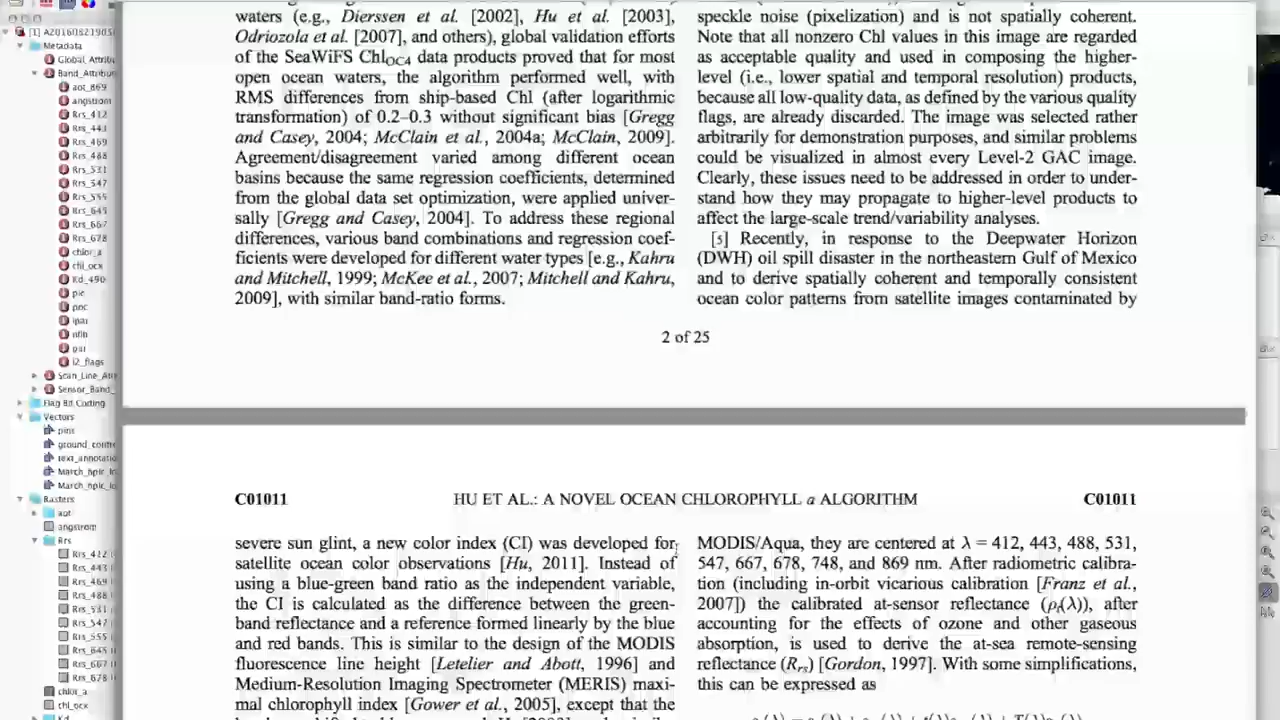 [1] A20160821903
Metadata
Global_Attribu
Band_Attribut
aot_869
angstrom
Rrs_412
Rrs_443
Rrs_469
Rrs_488
Rrs_531
Rrs_547
Rrs_555
Rrs_645
Rrs_667
Rrs_678
chlor_a
chl_ocx
Kd_490
pic
poc
ipar
nflh
par
l2_flags
Scan_Line_Att
Sensor_Band_
Flag Bit Coding
Vectors
pins
ground_contro
text_annotatio
Rasters
aot
angstrom
Rrs
Rrs_412
Rrs_443
Rrs_469
Rrs_488
Rrs_531
Rrs_547
Rrs_555
Rrs_645
Rrs_667
Rrs_678
chlor_a
chl_ocx
Kd
waters (e.g., Dierssen et al. [2002], Hu et al. [2003],
Odriozola et al. [2007], and others), global validation efforts
of the SeaWiFS ChlOC4 data products proved that for most
open ocean waters, the algorithm performed well, with
RMS differences from ship-based Chl (after logarithmic
transformation) of 0.2–0.3 without significant bias [Gregg
and Casey, 2004; McClain et al., 2004a; McClain, 2009].
Agreement/disagreement varied among different ocean
basins because the same regression coefficients, determined
from the global data set optimization, were applied univer-
sally [Gregg and Casey, 2004]. To address these regional
differences, various band combinations and regression coef-
ficients were developed for different water types [e.g., Kahru
and Mitchell, 1999; McKee et al., 2007; Mitchell and Kahru,
2009], with similar band-ratio forms.
speckle noise (pixelization) and is not spatially coherent.
Note that all nonzero Chl values in this image are regarded
as acceptable quality and used in composing the higher-
level (i.e., lower spatial and temporal resolution) products,
because all low-quality data, as defined by the various quality
flags, are already discarded. The image was selected rather
arbitrarily for demonstration purposes, and similar problems
could be visualized in almost every Level-2 GAC image.
Clearly, these issues need to be addressed in order to under-
stand how they may propagate to higher-level products to
affect the large-scale trend/variability analyses.
[5] Recently, in response to the Deepwater Horizon
(DWH) oil spill disaster in the northeastern Gulf of Mexico
and to derive spatially coherent and temporally consistent
ocean color patterns from satellite images contaminated by
2 of 25
C01011 HU ET AL.: A NOVEL OCEAN CHLOROPHYLL a ALGORITHM C01011
severe sun glint, a new color index (CI) was developed for
satellite ocean color observations [Hu, 2011]. Instead of
using a blue-green band ratio as the independent variable,
the CI is calculated as the difference between the green-
band reflectance and a reference formed linearly by the blue
and red bands. This is similar to the design of the MODIS
fluorescence line height [Letelier and Abott, 1996] and
Medium-Resolution Imaging Spectrometer (MERIS) maxi-
mal chlorophyll index [Gower et al., 2005], except that the
MODIS/Aqua, they are centered at λ = 412, 443, 488, 531,
547, 667, 678, 748, and 869 nm. After radiometric calibra-
tion (including in-orbit vicarious calibration [Franz et al.,
2007]) the calibrated at-sensor reflectance (ρt(λ)), after
accounting for the effects of ozone and other gaseous
absorption, is used to derive the at-sea remote-sensing
reflectance (Rrs) [Gordon, 1997]. With some simplifications,
this can be expressed as